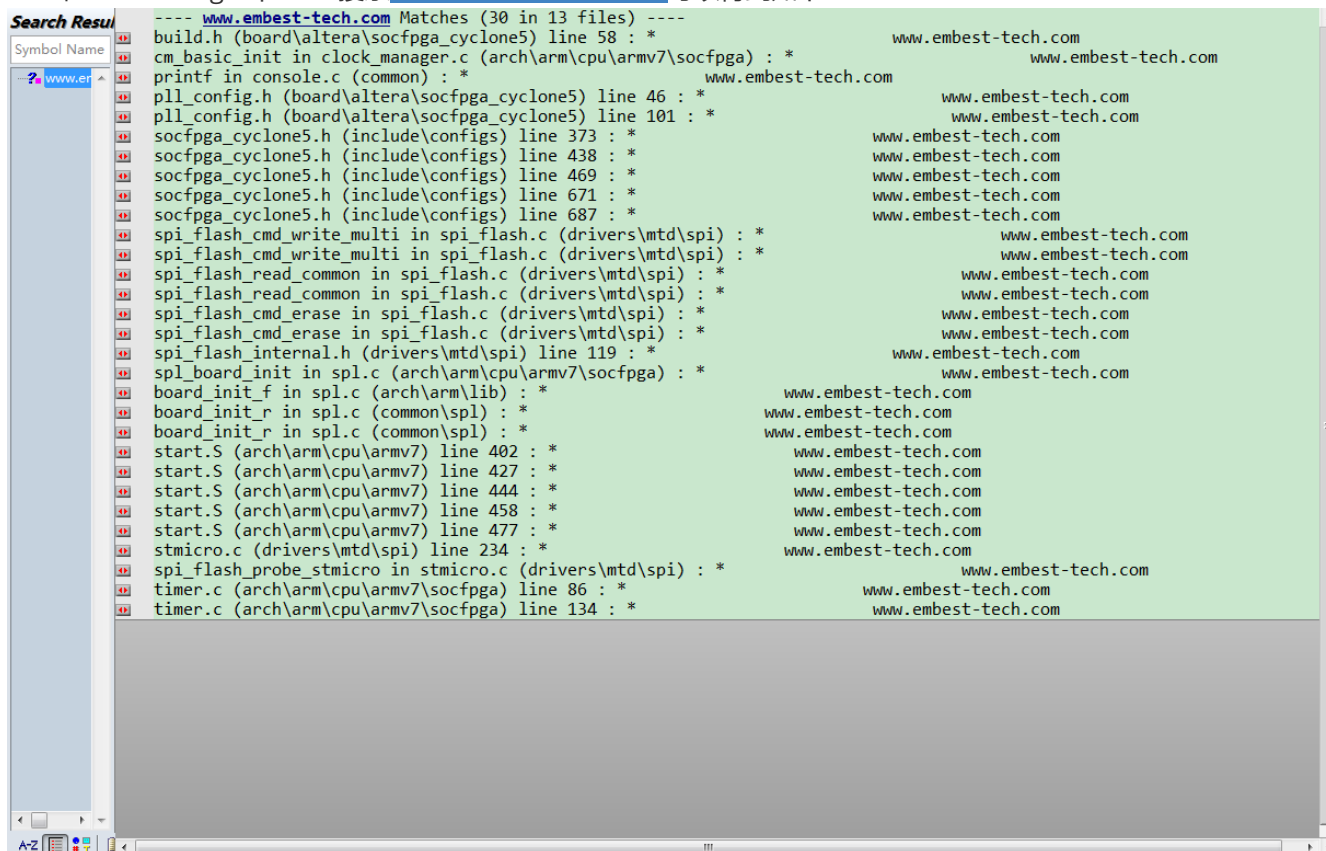 Search Resul
Symbol Name
www.er
---- www.embest-tech.com Matches (30 in 13 files) ----
build.h (board\altera\socfpga_cyclone5) line 58 : * www.embest-tech.com
cm_basic_init in clock_manager.c (arch\arm\cpu\armv7\socfpga) : * www.embest-tech.com
printf in console.c (common) : * www.embest-tech.com
pll_config.h (board\altera\socfpga_cyclone5) line 46 : * www.embest-tech.com
pll_config.h (board\altera\socfpga_cyclone5) line 101 : * www.embest-tech.com
socfpga_cyclone5.h (include\configs) line 373 : * www.embest-tech.com
socfpga_cyclone5.h (include\configs) line 438 : * www.embest-tech.com
socfpga_cyclone5.h (include\configs) line 469 : * www.embest-tech.com
socfpga_cyclone5.h (include\configs) line 671 : * www.embest-tech.com
socfpga_cyclone5.h (include\configs) line 687 : * www.embest-tech.com
spi_flash_cmd_write_multi in spi_flash.c (drivers\mtd\spi) : * www.embest-tech.com
spi_flash_cmd_write_multi in spi_flash.c (drivers\mtd\spi) : * www.embest-tech.com
spi_flash_read_common in spi_flash.c (drivers\mtd\spi) : * www.embest-tech.com
spi_flash_read_common in spi_flash.c (drivers\mtd\spi) : * www.embest-tech.com
spi_flash_cmd_erase in spi_flash.c (drivers\mtd\spi) : * www.embest-tech.com
spi_flash_cmd_erase in spi_flash.c (drivers\mtd\spi) : * www.embest-tech.com
spi_flash_internal.h (drivers\mtd\spi) line 119 : * www.embest-tech.com
spl_board_init in spl.c (arch\arm\cpu\armv7\socfpga) : * www.embest-tech.com
board_init_f in spl.c (arch\arm\lib) : * www.embest-tech.com
board_init_r in spl.c (common\spl) : * www.embest-tech.com
board_init_r in spl.c (common\spl) : * www.embest-tech.com
start.S (arch\arm\cpu\armv7) line 402 : * www.embest-tech.com
start.S (arch\arm\cpu\armv7) line 427 : * www.embest-tech.com
start.S (arch\arm\cpu\armv7) line 444 : * www.embest-tech.com
start.S (arch\arm\cpu\armv7) line 458 : * www.embest-tech.com
start.S (arch\arm\cpu\armv7) line 477 : * www.embest-tech.com
stmicro.c (drivers\mtd\spi) line 234 : * www.embest-tech.com
spi_flash_probe_stmicro in stmicro.c (drivers\mtd\spi) : * www.embest-tech.com
timer.c (arch\arm\cpu\armv7\socfpga) line 86 : * www.embest-tech.com
timer.c (arch\arm\cpu\armv7\socfpga) line 134 : * www.embest-tech.com
A-Z